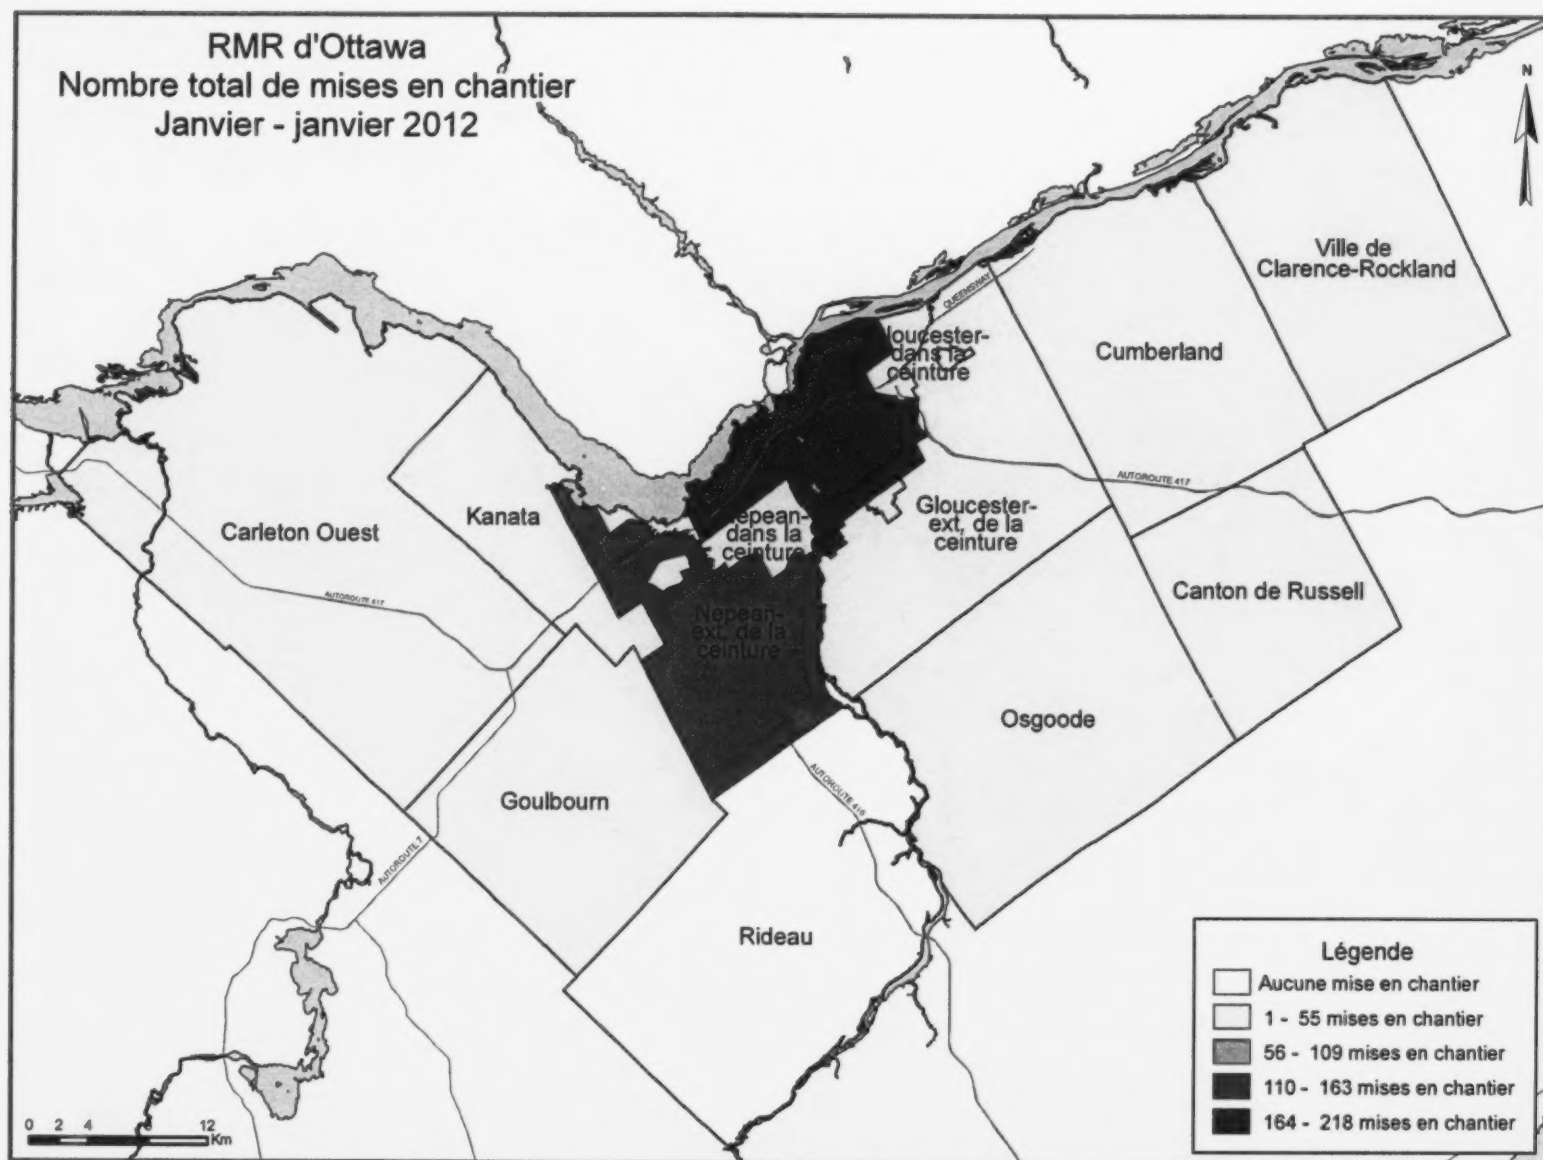 RMR d'Ottawa
Nombre total de mises en chantier
Janvier - janvier 2012
N
Ville de
Clarence-Rockland
QUEENSWAY
loucester-
dans la
ceinture
Cumberland
AUTOROUTE 417
Kanata
Carleton Ouest
epean-
dans la
ceinture
Gloucester-
ext. de la
ceinture
Canton de Russell
AUTOROUTE 417
Nepean-
ext. de la
ceinture
Osgoode
AUTOROUTE 416
Goulbourn
AUTOROUTE 7
Rideau
Légende
Aucune mise en chantier
1 - 55 mises en chantier
56 - 109 mises en chantier
110 - 163 mises en chantier
164 - 218 mises en chantier
0 2 4 8 12
Km